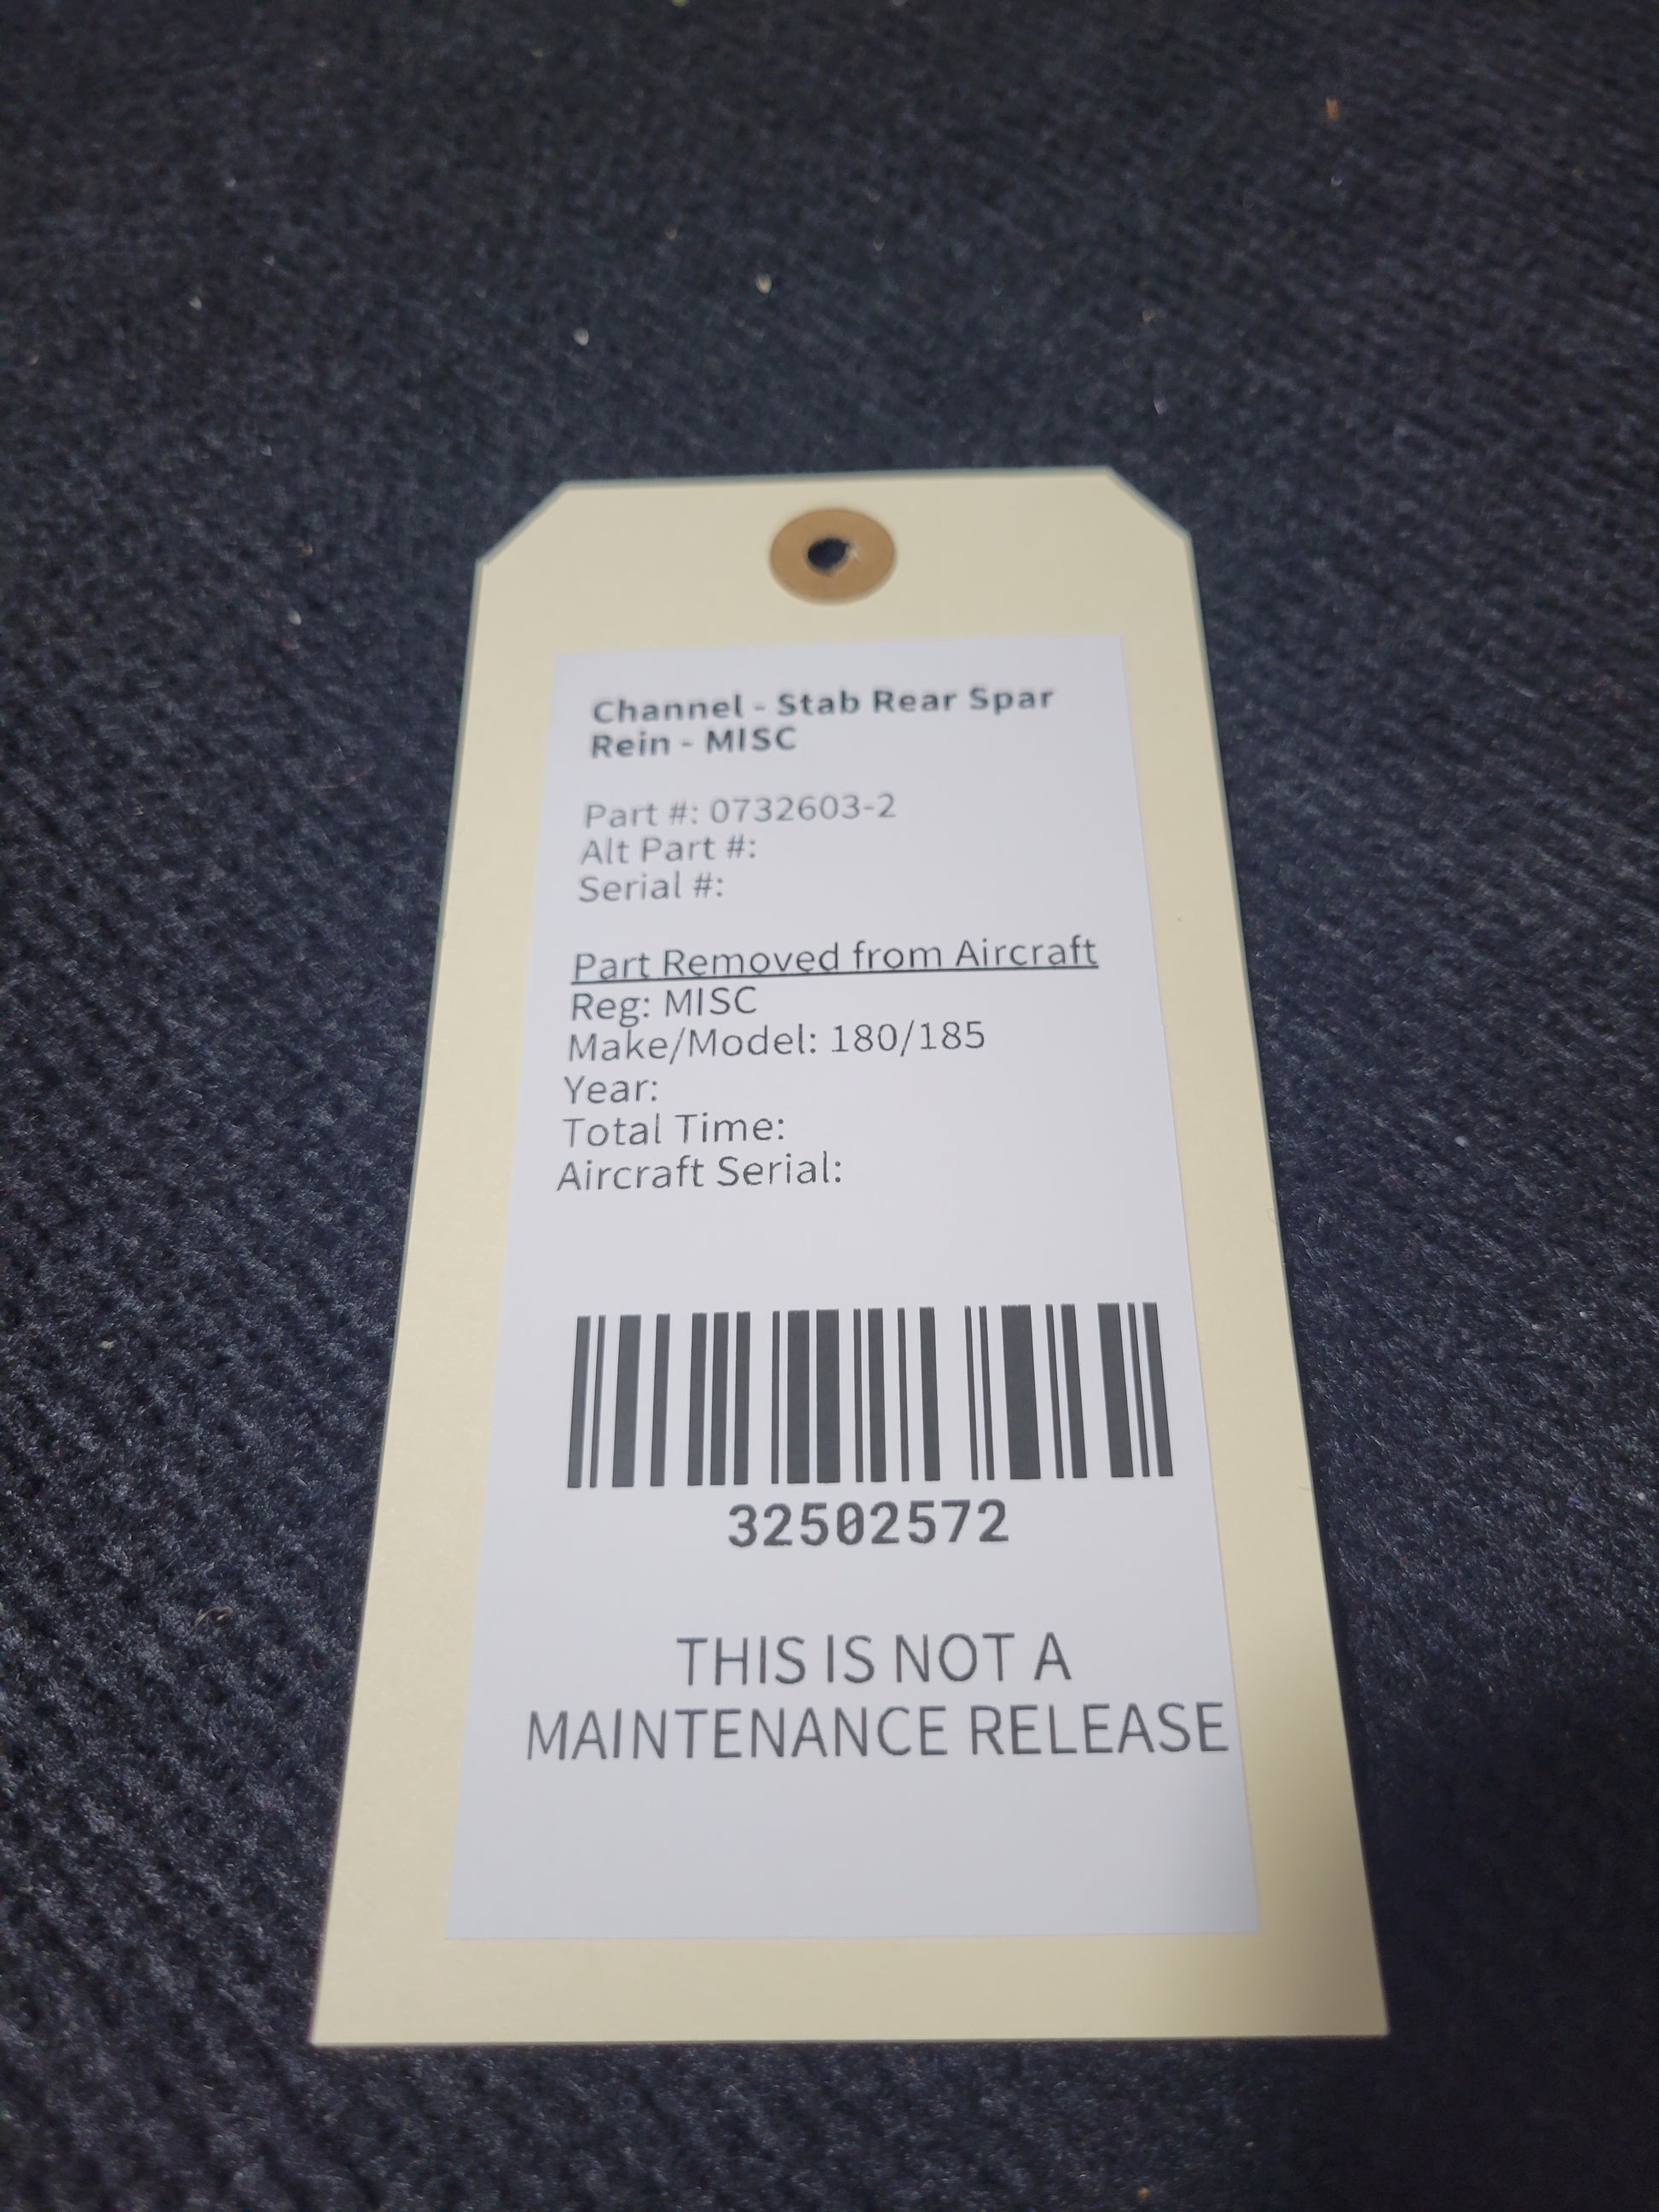 Channel - Stab Rear Spar
Rein - MISC
Part #: 0732603-2
Alt Part #:
Serial #:
Part Removed from Aircraft
Reg: MISC
Make/Model: 180/185
Year:
Total Time:
Aircraft Serial:
32502572
THIS IS NOT A
MAINTENANCE RELEASE